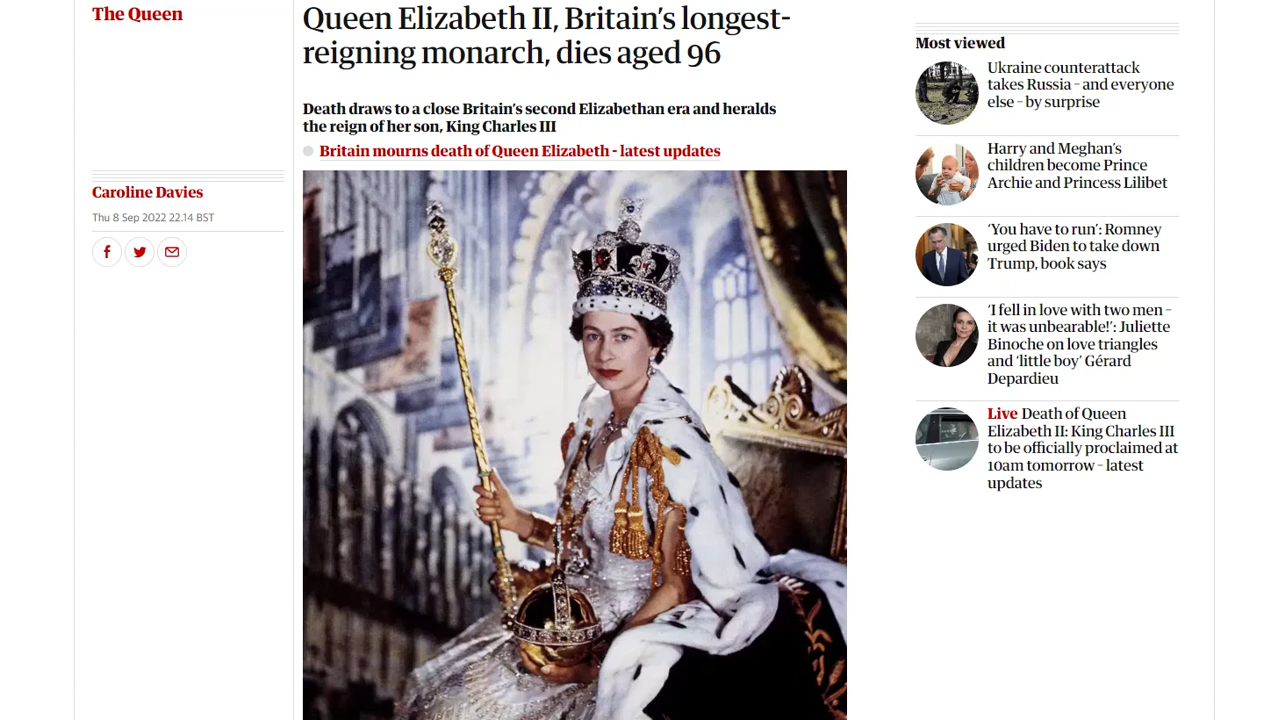 The Queen
Queen Elizabeth II, Britain’s longest-
reigning monarch, dies aged 96
Death draws to a close Britain’s second Elizabethan era and heralds
the reign of her son, King Charles III
Britain mourns death of Queen Elizabeth - latest updates
Caroline Davies
Thu 8 Sep 2022 22.14 BST
Most viewed
Ukraine counterattack
takes Russia – and everyone
else – by surprise
Harry and Meghan’s
children become Prince
Archie and Princess Lilibet
‘You have to run’: Romney
urged Biden to take down
Trump, book says
‘I fell in love with two men –
it was unbearable!’: Juliette
Binoche on love triangles
and ‘little boy’ Gérard
Depardieu
Live Death of Queen
Elizabeth II: King Charles III
to be officially proclaimed at
10am tomorrow – latest
updates